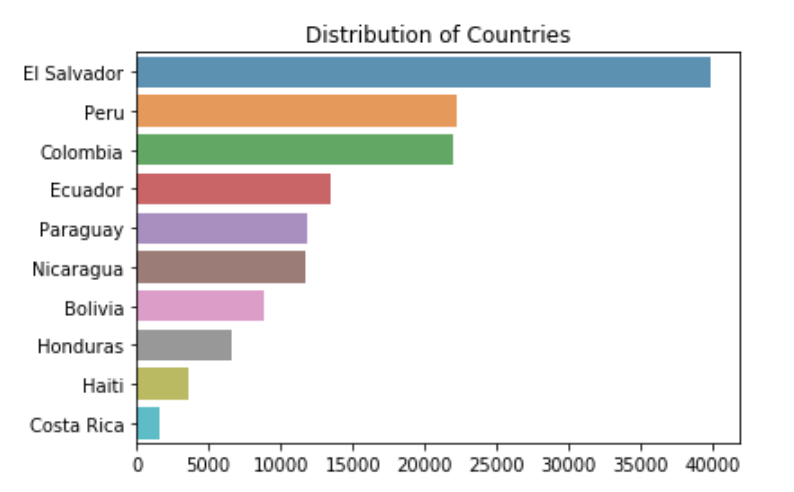 Distribution of Countries
El Salvador
Peru
Colombia
Ecuador
Paraguay
Nicaragua
Bolivia
Honduras
Haiti
Costa Rica
0 5000 10000 15000 20000 25000 30000 35000 40000